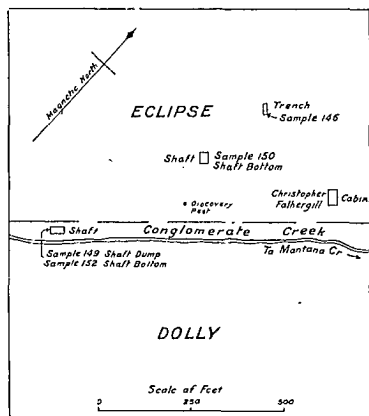 Magnetic North
ECLIPSE
Trench
Sample 146
Shaft
Sample 150
Shaft Bottom
Christopher
Fathergill
Cabin
Discovery
Post
Shaft
Conglomerate Creek
To Montana Cr
Sample 149 Shaft Dump
Sample 152 Shaft Bottom
DOLLY
Scale of Feet
0 250 500